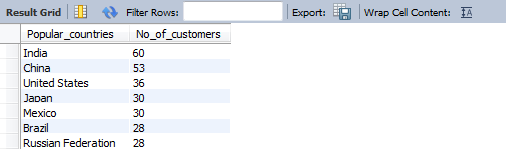 Result Grid Filter Rows: Export: Wrap Cell Content: IA
Popular_countries No_of_customers
India 60
China 53
United States 36
Japan 30
Mexico 30
Brazil 28
Russian Federation 28